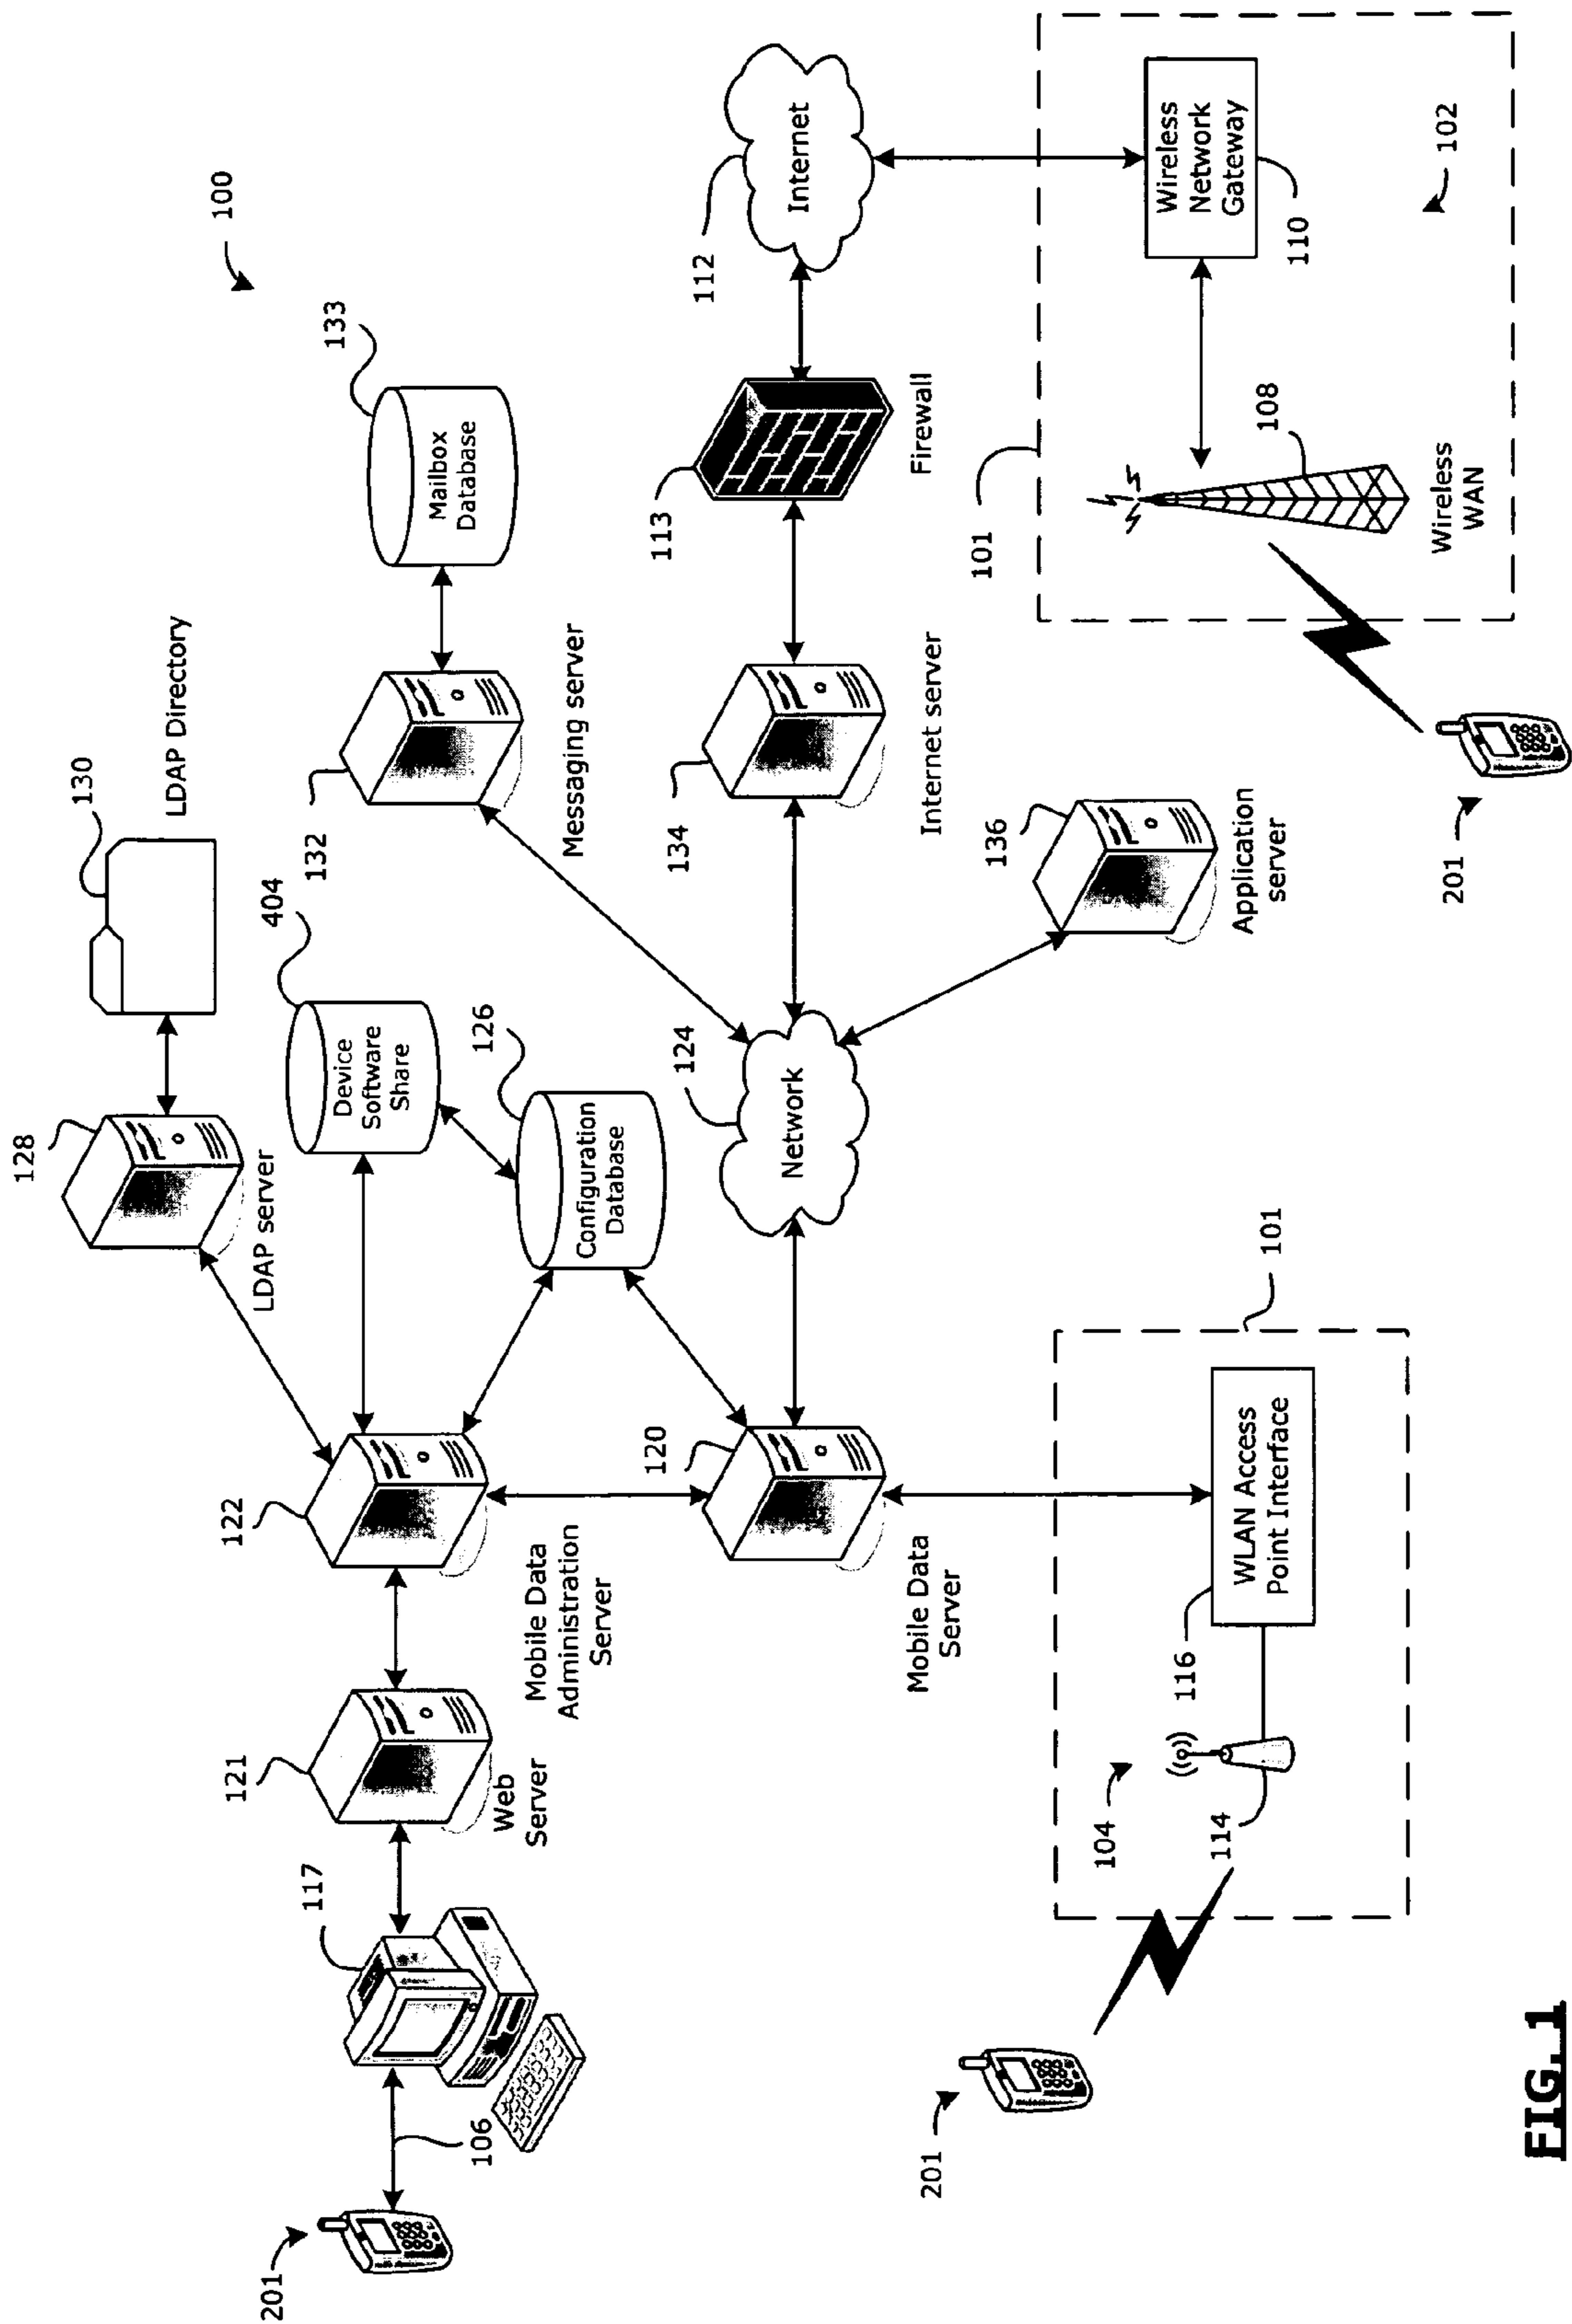 100
128
130
LDAP Directory
LDAP server
404
Device
Software
Share
133
Mailbox
Database
132
Messaging server
126
Configuration
Database
122
Mobile Data
Administration
Server
121
Web
Server
117
106
201
120
Mobile Data
Server
124
Network
134
Internet server
113
Firewall
112
Internet
136
Application
server
101
Wireless
Network
Gateway
110
102
108
Wireless
WAN
201
101
WLAN Access
Point Interface
116
104
114
201
FIG. 1